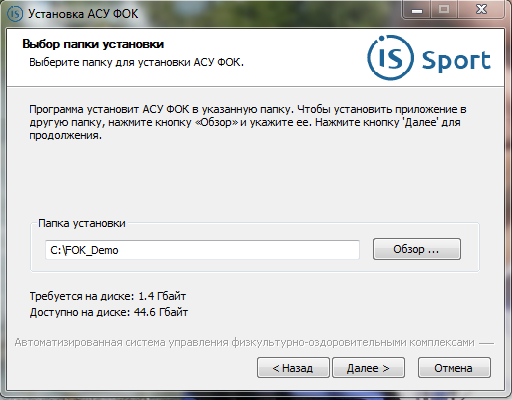 Установка АСУ ФОК
Выбор папки установки
Выберите папку для установки АСУ ФОК.
iS Sport
Программа установит АСУ ФОК в указанную папку. Чтобы установить приложение в
другую папку, нажмите кнопку «Обзор» и укажите ее. Нажмите кнопку 'Далее' для
продолжения.
Папка установки
C:\FOK_Demo
Обзор ...
Требуется на диске: 1.4 Гбайт
Доступно на диске: 44.6 Гбайт
Автоматизированная система управления физкультурно-оздоровительными комплексами
< Назад
Далее >
Отмена